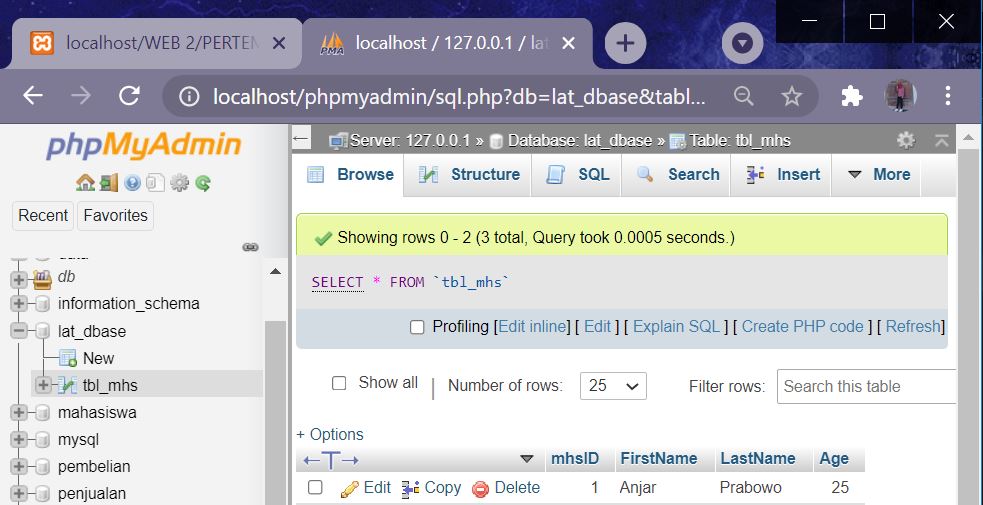 localhost/WEB 2/PERTEM
localhost / 127.0.0.1 / lat
localhost/phpmyadmin/sql.php?db=lat_dbase&tabl...
phpMyAdmin
Recent Favorites
db
information_schema
lat_dbase
New
tbl_mhs
mahasiswa
mysql
pembelian
penjualan
Server: 127.0.0.1 » Database: lat_dbase » Table: tbl_mhs
Browse Structure SQL Search Insert More
Showing rows 0 - 2 (3 total, Query took 0.0005 seconds.)
SELECT * FROM `tbl_mhs`
Profiling [Edit inline] [ Edit ] [ Explain SQL ] [ Create PHP code ] [ Refresh]
Show all | Number of rows: 25 Filter rows: Search this table
+ Options
←T→ mhsID FirstName LastName Age
Edit Copy Delete 1 Anjar Prabowo 25